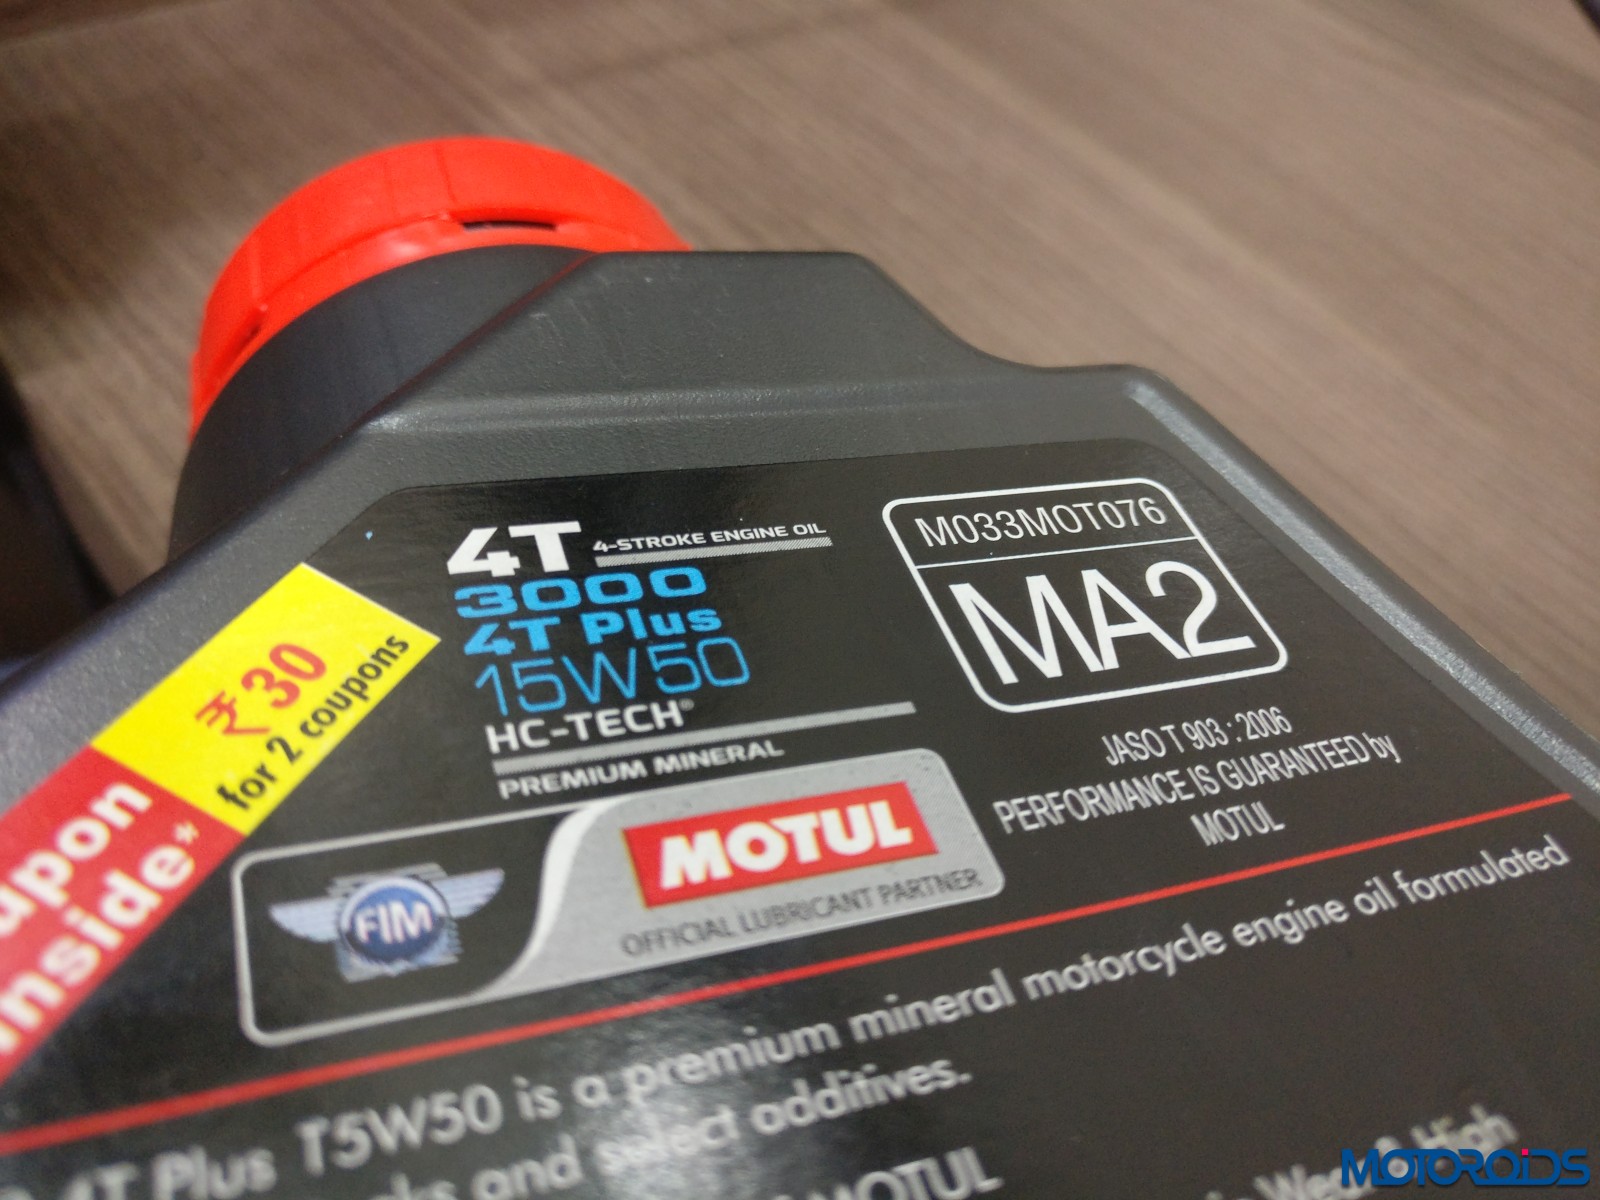 4T 4-STROKE ENGINE OIL
3000
4T Plus
15W50
HC-TECH®
PREMIUM MINERAL
M033MOT076
MA2
JASO T 903 : 2006
PERFORMANCE IS GUARANTEED by
MOTUL
₹ 30
for 2 coupons
Inside*
FIM
MOTUL
OFFICIAL LUBRICANT PARTNER
4T Plus 15W50 is a premium mineral motorcycle engine oil formulated
and select additives.
MOTUL
High
MOTOROIDS